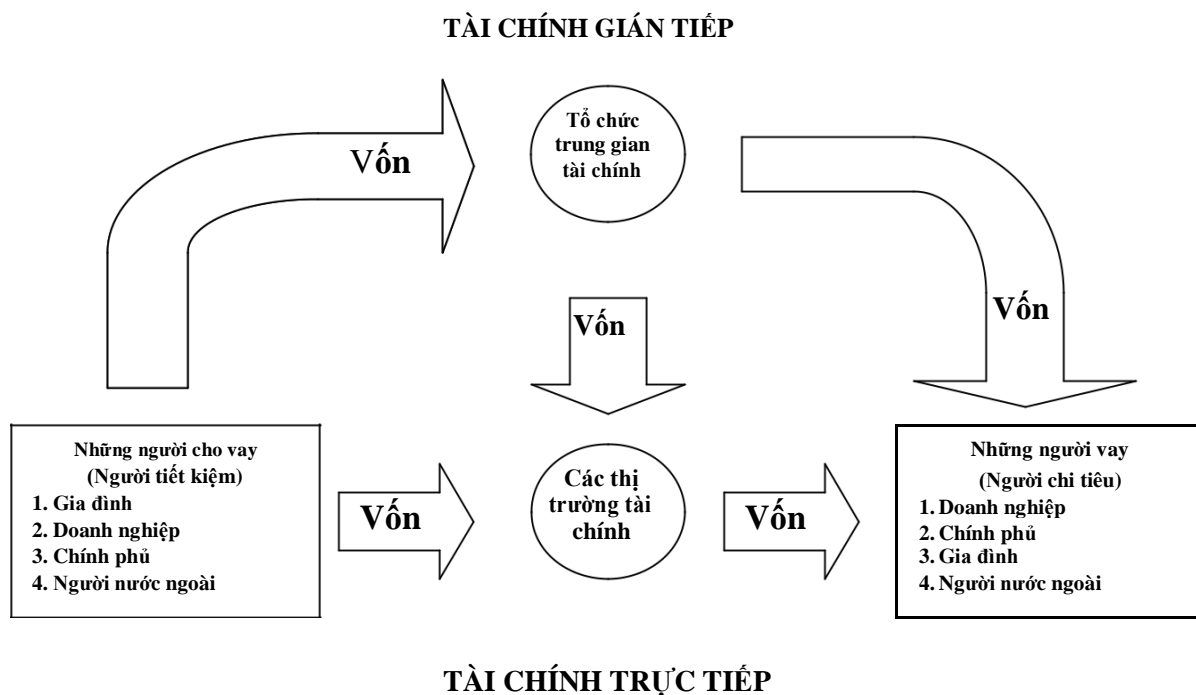 TÀI CHÍNH GIÁN TIẾP
Tổ chức
trung gian
tài chính
Vốn
Vốn
Vốn
Những người cho vay
(Người tiết kiệm)
1. Gia đình
2. Doanh nghiệp
3. Chính phủ
4. Người nước ngoài
Vốn
Các thị
trường tài
chính
Vốn
Những người vay
(Người chi tiêu)
1. Doanh nghiệp
2. Chính phủ
3. Gia đình
4. Người nước ngoài
TÀI CHÍNH TRỰC TIẾP